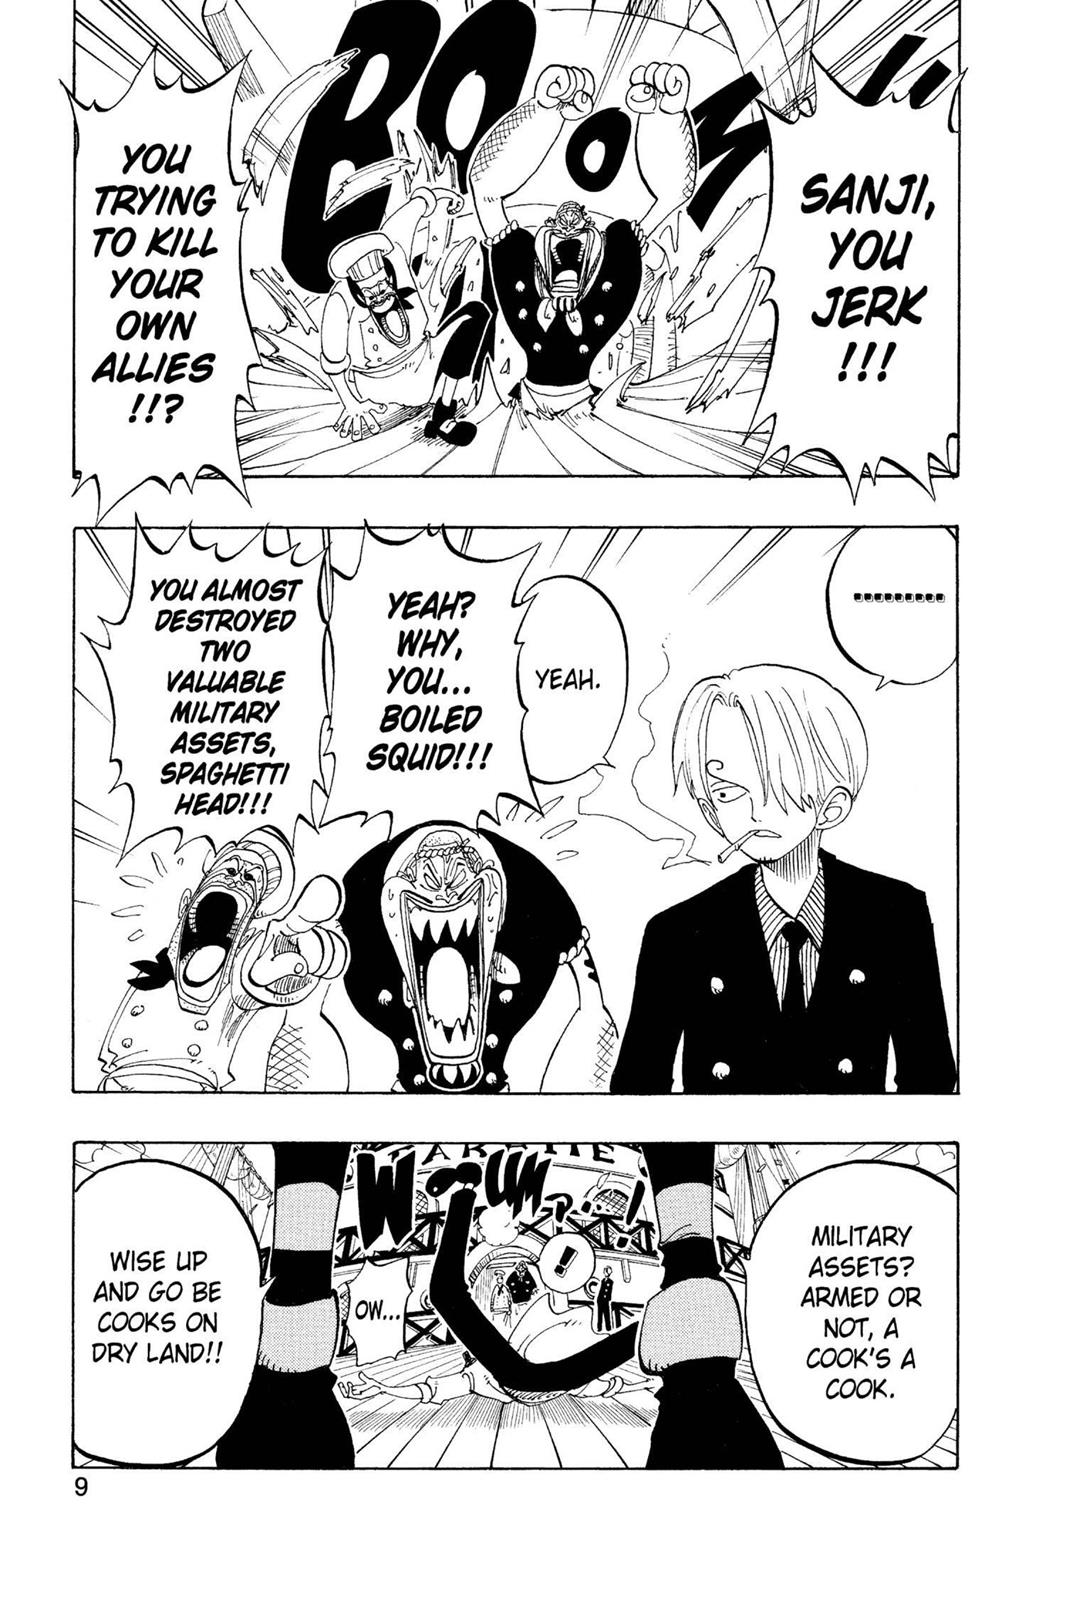 BOOM
SANJI,
YOU
JERK
!!!
YOU
TRYING
TO KILL
YOUR
OWN
ALLIES
!!?
..........
YEAH.
YEAH?
WHY,
YOU...
BOILED
SQUID!!!
YOU ALMOST
DESTROYED
TWO
VALUABLE
MILITARY
ASSETS,
SPAGHETTI
HEAD!!!
MILITARY
ASSETS?
ARMED OR
NOT, A
COOK'S A
COOK.
!
OW...
WISE UP
AND GO BE
COOKS ON
DRY LAND!!
9